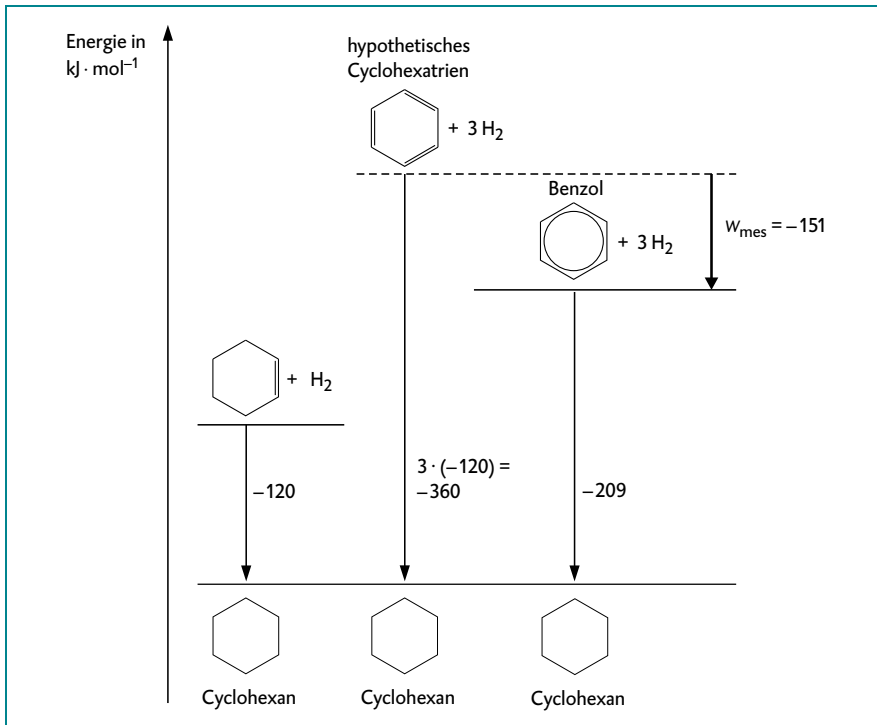 Energie in
kJ · mol⁻¹
hypothetisches
Cyclohexatrien
+ 3 H₂
Benzol
+ 3 H₂
W_mes = −151
+ H₂
−120
3 · (−120) =
−360
−209
Cyclohexan
Cyclohexan
Cyclohexan